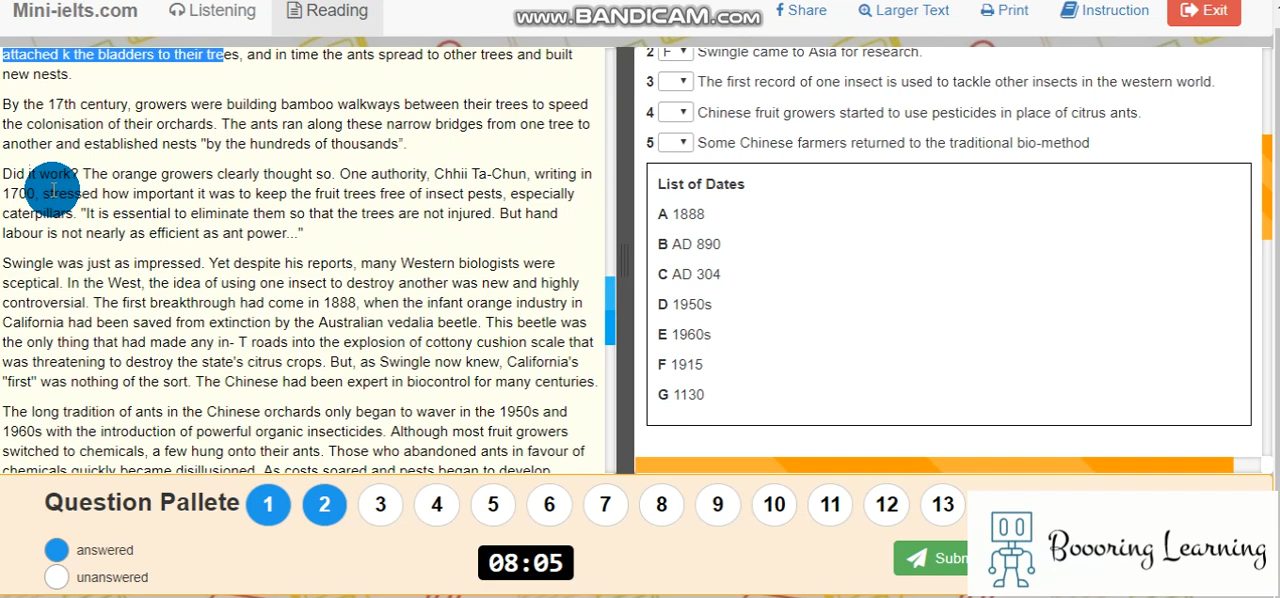 Mini-ielts.com
Listening
Reading
www.BANDICAM.com
Share
Larger Text
Print
Instruction
Exit
attached k the bladders to their trees, and in time the ants spread to other trees and built
new nests.
By the 17th century, growers were building bamboo walkways between their trees to speed
the colonisation of their orchards. The ants ran along these narrow bridges from one tree to
another and established nests "by the hundreds of thousands”.
Did it work? The orange growers clearly thought so. One authority, Chhii Ta-Chun, writing in
1700, stressed how important it was to keep the fruit trees free of insect pests, especially
caterpillars. "It is essential to eliminate them so that the trees are not injured. But hand
labour is not nearly as efficient as ant power..."
Swingle was just as impressed. Yet despite his reports, many Western biologists were
sceptical. In the West, the idea of using one insect to destroy another was new and highly
controversial. The first breakthrough had come in 1888, when the infant orange industry in
California had been saved from extinction by the Australian vedalia beetle. This beetle was
the only thing that had made any in- T roads into the explosion of cottony cushion scale that
was threatening to destroy the state's citrus crops. But, as Swingle now knew, California's
"first" was nothing of the sort. The Chinese had been expert in biocontrol for many centuries.
The long tradition of ants in the Chinese orchards only began to waver in the 1950s and
1960s with the introduction of powerful organic insecticides. Although most fruit growers
switched to chemicals, a few hung onto their ants. Those who abandoned ants in favour of
chemicals quickly became disillusioned. As costs soared and pests began to develop
2 F Swingle came to Asia for research.
3 The first record of one insect is used to tackle other insects in the western world.
4 Chinese fruit growers started to use pesticides in place of citrus ants.
5 Some Chinese farmers returned to the traditional bio-method
List of Dates
A 1888
B AD 890
C AD 304
D 1950s
E 1960s
F 1915
G 1130
Question Pallete 1 2 3 4 5 6 7 8 9 10 11 12 13
answered
unanswered
08:05
Subm
Boooring Learning